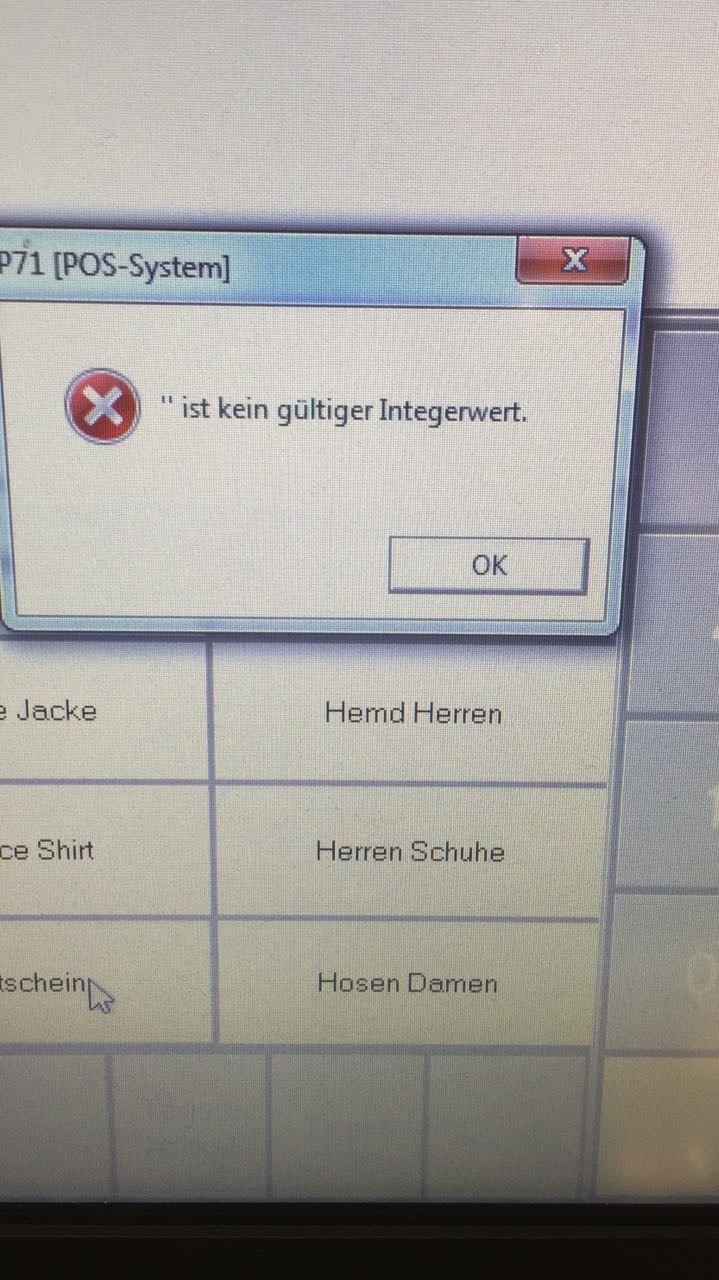 P71 [POS-System]
'' ist kein gültiger Integerwert.
OK
e Jacke
Hemd Herren
ce Shirt
Herren Schuhe
tschein
Hosen Damen